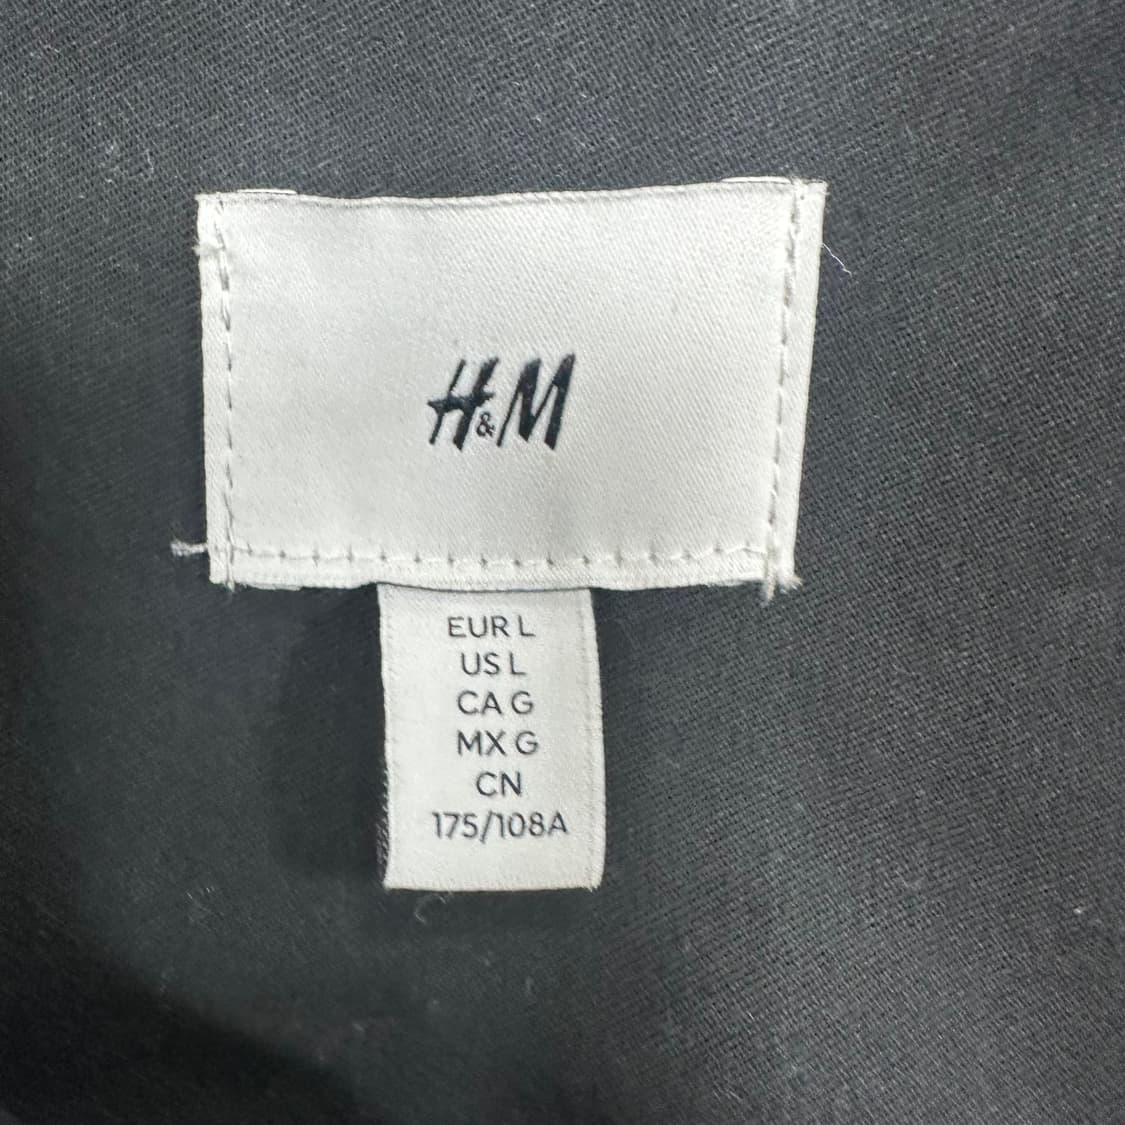 H&M
EUR L
US L
CA G
MX G
CN
175/108A